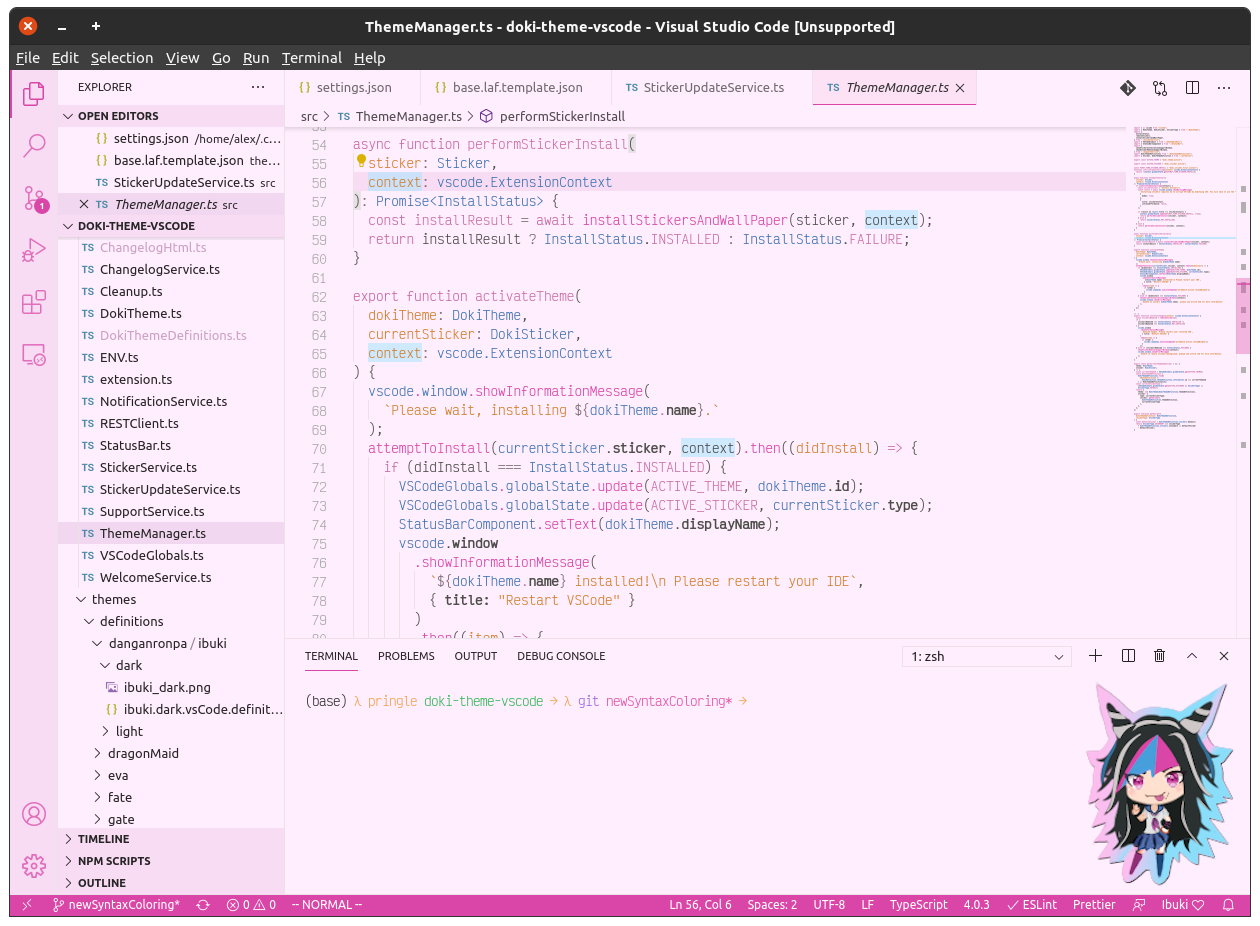 ThemeManager.ts - doki-theme-vscode - Visual Studio Code [Unsupported]
File Edit Selection View Go Run Terminal Help
EXPLORER
OPEN EDITORS
settings.json /home/alex/.c...
base.laf.template.json the...
TS StickerUpdateService.ts src
TS ThemeManager.ts src
DOKI-THEME-VSCODE
TS ChangelogHtml.ts
TS ChangelogService.ts
TS Cleanup.ts
TS DokiTheme.ts
TS DokiThemeDefinitions.ts
TS ENV.ts
TS extension.ts
TS NotificationService.ts
TS RESTClient.ts
TS StatusBar.ts
TS StickerService.ts
TS StickerUpdateService.ts
TS SupportService.ts
TS ThemeManager.ts
TS VSCodeGlobals.ts
TS WelcomeService.ts
themes
definitions
danganronpa / ibuki
dark
ibuki_dark.png
{} ibuki.dark.vsCode.definit...
light
dragonMaid
eva
fate
gate
TIMELINE
NPM SCRIPTS
OUTLINE
{} settings.json {} base.laf.template.json TS StickerUpdateService.ts TS ThemeManager.ts
src > TS ThemeManager.ts > performStickerInstall
54 async function performStickerInstall(
55 sticker: Sticker,
56 context: vscode.ExtensionContext
57 ): Promise<InstallStatus> {
58 const installResult = await installStickersAndWallPaper(sticker, context);
59 return installResult ? InstallStatus.INSTALLED : InstallStatus.FAILURE;
60 }
61
62 export function activateTheme(
63 dokiTheme: DokiTheme,
64 currentSticker: DokiSticker,
65 context: vscode.ExtensionContext
66 ) {
67 vscode.window.showInformationMessage(
68 `Please wait, installing ${dokiTheme.name}.`
69 );
70 attemptToInstall(currentSticker.sticker, context).then((didInstall) => {
71 if (didInstall === InstallStatus.INSTALLED) {
72 VSCodeGlobals.globalState.update(ACTIVE_THEME, dokiTheme.id);
73 VSCodeGlobals.globalState.update(ACTIVE_STICKER, currentSticker.type);
74 StatusBarComponent.setText(dokiTheme.displayName);
75 vscode.window
76 .showInformationMessage(
77 `${dokiTheme.name} installed!\n Please restart your IDE`,
78 { title: "Restart VSCode" }
79 )
80 .then((item) => {
TERMINAL PROBLEMS OUTPUT DEBUG CONSOLE 1: zsh
(base) λ pringle doki-theme-vscode → λ git newSyntaxColoring* →
newSyntaxColoring* 0 0 -- NORMAL -- Ln 56, Col 6 Spaces: 2 UTF-8 LF TypeScript 4.0.3 ESLint Prettier Ibuki ♡